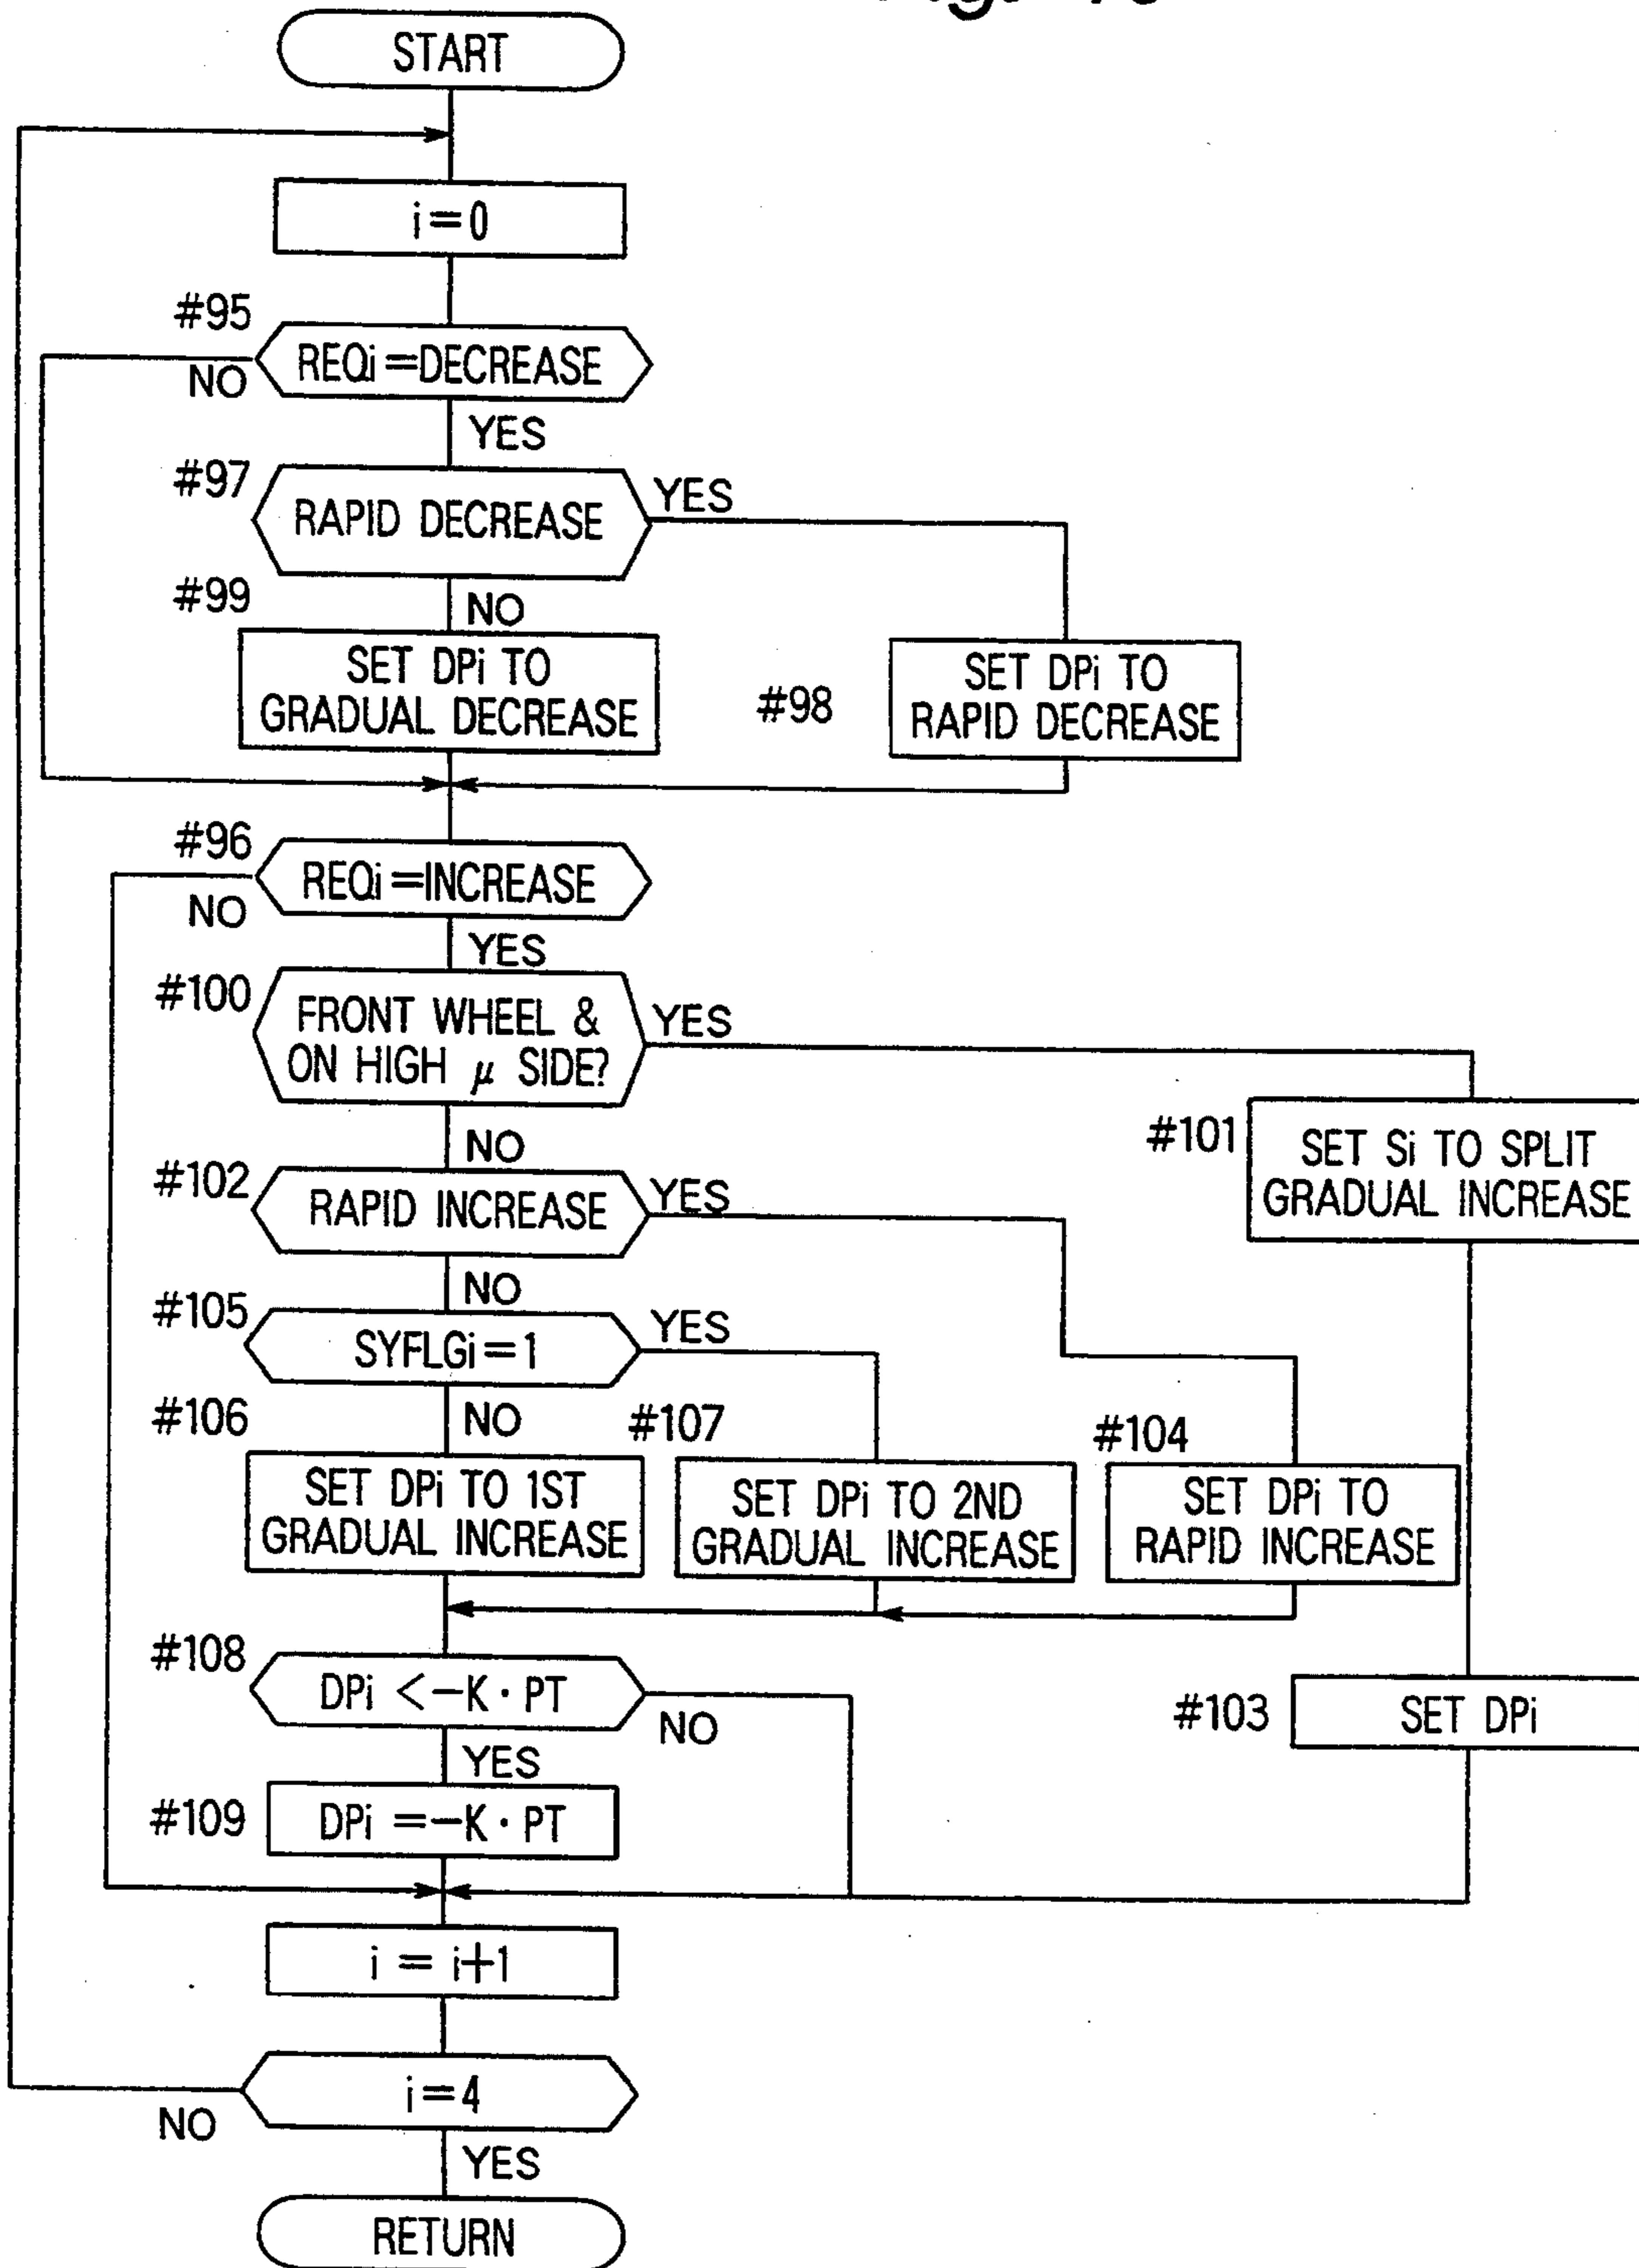 START
i=0
#95
REQi=DECREASE
NO
YES
#97
RAPID DECREASE
YES
#99
NO
SET DPi TO
GRADUAL DECREASE
#98
SET DPi TO
RAPID DECREASE
#96
REQi=INCREASE
NO
YES
#100
FRONT WHEEL &
ON HIGH μ SIDE?
YES
NO
#101
SET Si TO SPLIT
GRADUAL INCREASE
#102
RAPID INCREASE
YES
NO
#105
SYFLGi=1
YES
#106
NO
#107
#104
SET DPi TO 1ST
GRADUAL INCREASE
SET DPi TO 2ND
GRADUAL INCREASE
SET DPi TO
RAPID INCREASE
#108
DPi <-K·PT
NO
YES
#103
SET DPi
#109
DPi =-K·PT
i = i+1
i=4
NO
YES
RETURN